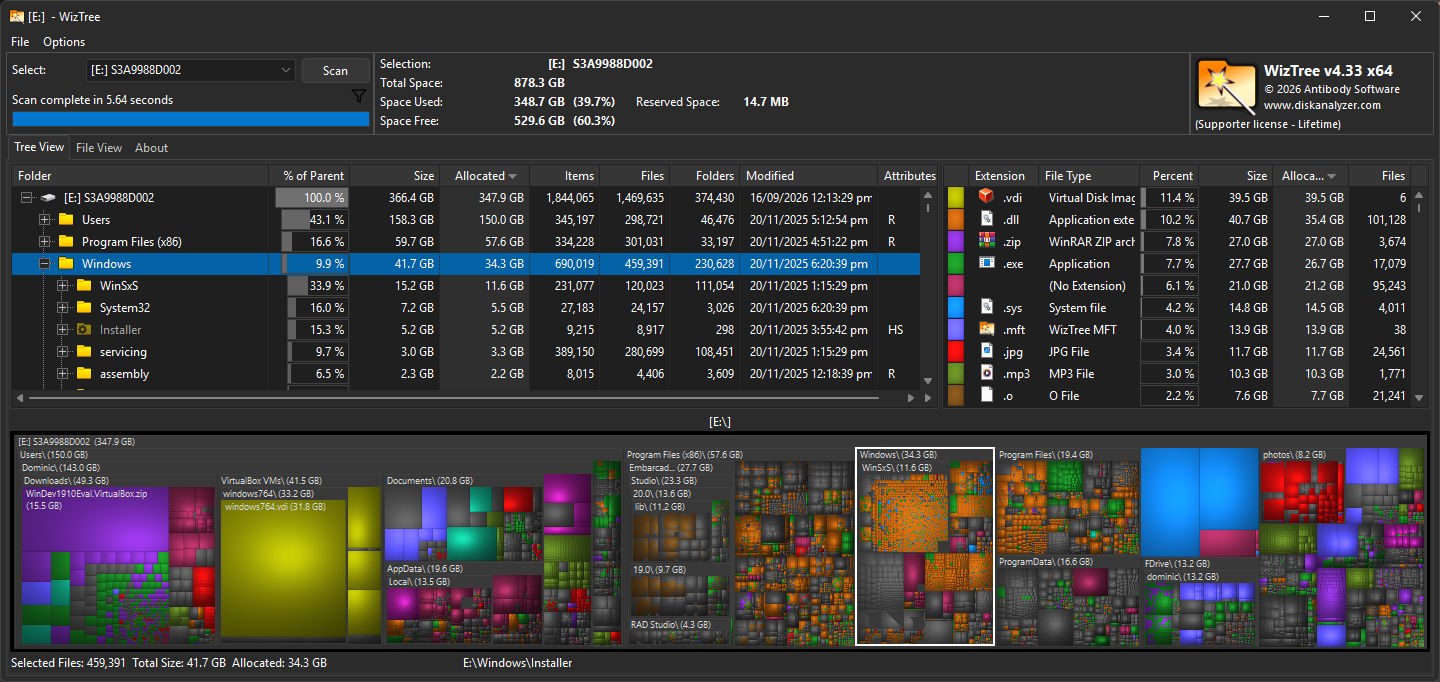 [E:] - WizTree
File Options
Select: [E:] S3A9988D002 Scan
Scan complete in 5.64 seconds
Selection: [E:] S3A9988D002
Total Space: 878.3 GB
Space Used: 348.7 GB (39.7%) Reserved Space: 14.7 MB
Space Free: 529.6 GB (60.3%)
WizTree v4.33 x64
© 2026 Antibody Software
www.diskanalyzer.com
(Supporter license - Lifetime)
Tree View File View About
Folder % of Parent Size Allocated Items Files Folders Modified Attributes
[E:] S3A9988D002 100.0 % 366.4 GB 347.9 GB 1,844,065 1,469,635 374,430 16/09/2026 12:13:29 pm
Users 43.1 % 158.3 GB 150.0 GB 345,197 298,721 46,476 20/11/2025 5:12:54 pm R
Program Files (x86) 16.6 % 59.7 GB 57.6 GB 334,228 301,031 33,197 20/11/2025 4:51:22 pm R
Windows 9.9 % 41.7 GB 34.3 GB 690,019 459,391 230,628 20/11/2025 6:20:39 pm
WinSxS 33.9 % 15.2 GB 11.6 GB 231,077 120,023 111,054 20/11/2025 1:15:29 pm
System32 16.0 % 7.2 GB 5.5 GB 27,183 24,157 3,026 20/11/2025 6:20:39 pm
Installer 15.3 % 5.2 GB 5.2 GB 9,215 8,917 298 20/11/2025 3:55:42 pm HS
servicing 9.7 % 3.0 GB 3.3 GB 389,150 280,699 108,451 20/11/2025 1:15:29 pm
assembly 6.5 % 2.3 GB 2.2 GB 8,015 4,406 3,609 20/11/2025 12:18:39 pm R
Extension File Type Percent Size Alloca... Files
.vdi Virtual Disk Imag 11.4 % 39.5 GB 39.5 GB 6
.dll Application exte 10.2 % 40.7 GB 35.4 GB 101,128
.zip WinRAR ZIP arch 7.8 % 27.0 GB 27.0 GB 3,674
.exe Application 7.7 % 27.7 GB 26.7 GB 17,079
(No Extension) 6.1 % 21.0 GB 21.2 GB 95,243
.sys System file 4.2 % 14.8 GB 14.5 GB 4,011
.mft WizTree MFT 4.0 % 13.9 GB 13.9 GB 38
.jpg JPG File 3.4 % 11.7 GB 11.7 GB 24,561
.mp3 MP3 File 3.0 % 10.3 GB 10.3 GB 1,771
.o O File 2.2 % 7.6 GB 7.7 GB 21,241
[E:\]
[E:] S3A9988D002 (347.9 GB)
Users\ (150.0 GB)
Dominic\ (143.0 GB)
Downloads\ (49.3 GB)
WinDev1910Eval.VirtualBox.zip
(15.5 GB)
VirtualBox VMs\ (41.5 GB)
windows764\ (33.2 GB)
windows764.vdi (31.8 GB)
Documents\ (20.8 GB)
AppData\ (19.6 GB)
Local\ (13.5 GB)
Program Files (x86)\ (57.6 GB)
Embarcad... (27.7 GB)
Studio\ (23.3 GB)
20.0\ (13.6 GB)
lib\ (11.2 GB)
19.0\ (9.7 GB)
RAD Studio\ (4.3 GB)
Windows\ (34.3 GB)
WinSxS\ (11.6 GB)
Program Files\ (19.4 GB)
ProgramData\ (16.6 GB)
FDrive\ (13.2 GB)
dominic\ (13.2 GB)
photos\ (8.2 GB)
Selected Files: 459,391 Total Size: 41.7 GB Allocated: 34.3 GB E:\Windows\Installer